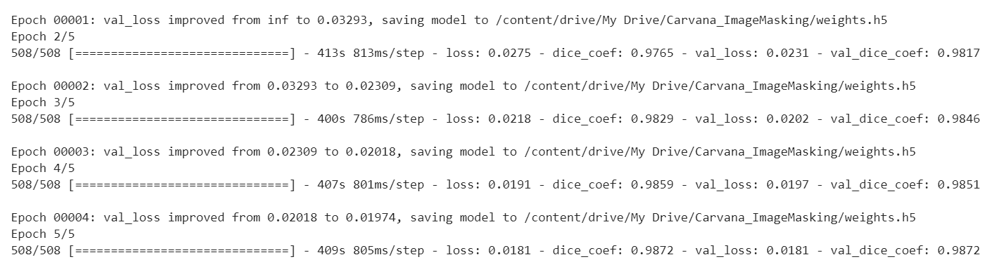 Epoch 00001: val_loss improved from inf to 0.03293, saving model to /content/drive/My Drive/Carvana_ImageMasking/weights.h5
Epoch 2/5
508/508 [==============================] - 413s 813ms/step - loss: 0.0275 - dice_coef: 0.9765 - val_loss: 0.0231 - val_dice_coef: 0.9817
Epoch 00002: val_loss improved from 0.03293 to 0.02309, saving model to /content/drive/My Drive/Carvana_ImageMasking/weights.h5
Epoch 3/5
508/508 [==============================] - 400s 786ms/step - loss: 0.0218 - dice_coef: 0.9829 - val_loss: 0.0202 - val_dice_coef: 0.9846
Epoch 00003: val_loss improved from 0.02309 to 0.02018, saving model to /content/drive/My Drive/Carvana_ImageMasking/weights.h5
Epoch 4/5
508/508 [==============================] - 407s 801ms/step - loss: 0.0191 - dice_coef: 0.9859 - val_loss: 0.0197 - val_dice_coef: 0.9851
Epoch 00004: val_loss improved from 0.02018 to 0.01974, saving model to /content/drive/My Drive/Carvana_ImageMasking/weights.h5
Epoch 5/5
508/508 [==============================] - 409s 805ms/step - loss: 0.0181 - dice_coef: 0.9872 - val_loss: 0.0181 - val_dice_coef: 0.9872